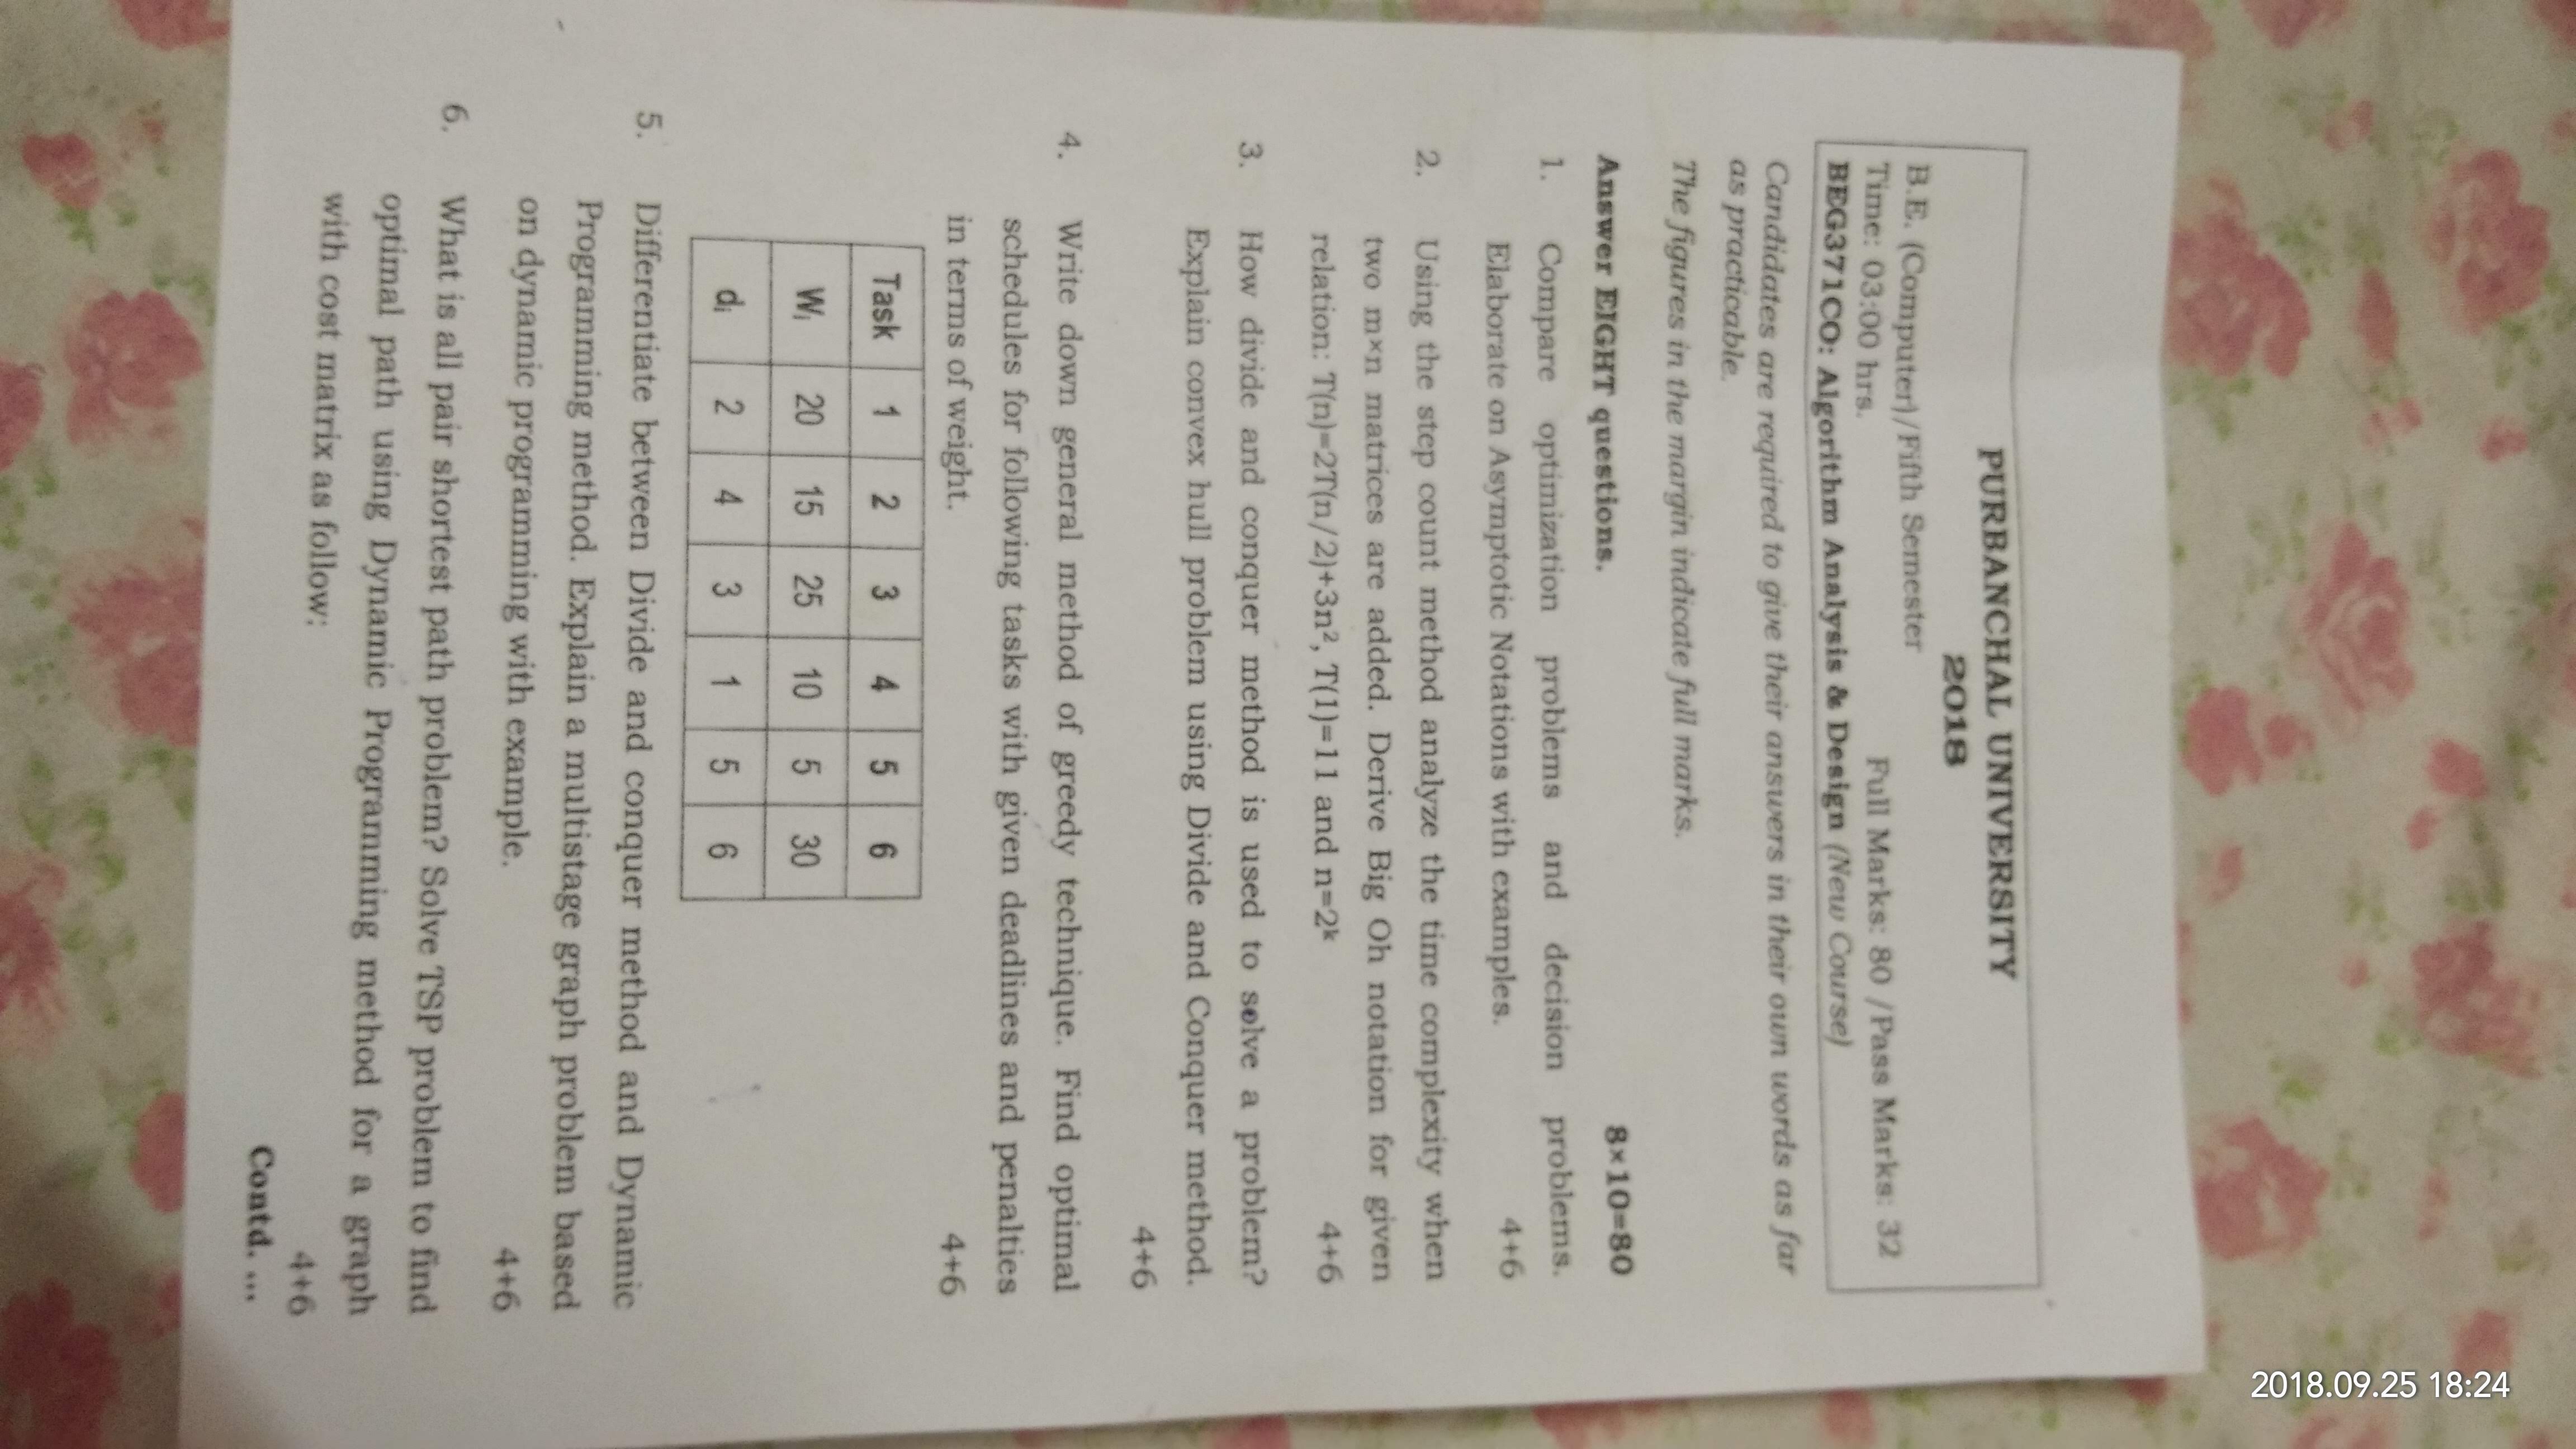 2018.09.25 18:24
PURBANCHAL UNIVERSITY
2018
B.E. (Computer)/Fifth Semester
Time: 03:00 hrs. Full Marks: 80 /Pass Marks: 32
BEG371CO: Algorithm Analysis & Design (New Course)
Candidates are required to give their answers in their own words as far
as practicable.
The figures in the margin indicate full marks.
Answer EIGHT questions. 8×10=80
1. Compare optimization problems and decision problems.
Elaborate on Asymptotic Notations with examples. 4+6
2. Using the step count method analyze the time complexity when
two m×n matrices are added. Derive Big Oh notation for given
relation: T(n)=2T(n/2)+3n², T(1)=11 and n=2ᵏ 4+6
3. How divide and conquer method is used to solve a problem?
Explain convex hull problem using Divide and Conquer method.
4+6
4. Write down general method of greedy technique. Find optimal
schedules for following tasks with given deadlines and penalties
in terms of weight. 4+6
Task 1 2 3 4 5 6
Wᵢ 20 15 25 10 5 30
dᵢ 2 4 3 1 5 6
5. Differentiate between Divide and conquer method and Dynamic
Programming method. Explain a multistage graph problem based
on dynamic programming with example. 4+6
6. What is all pair shortest path problem? Solve TSP problem to find
optimal path using Dynamic Programming method for a graph
with cost matrix as follow: 4+6
Contd. ...